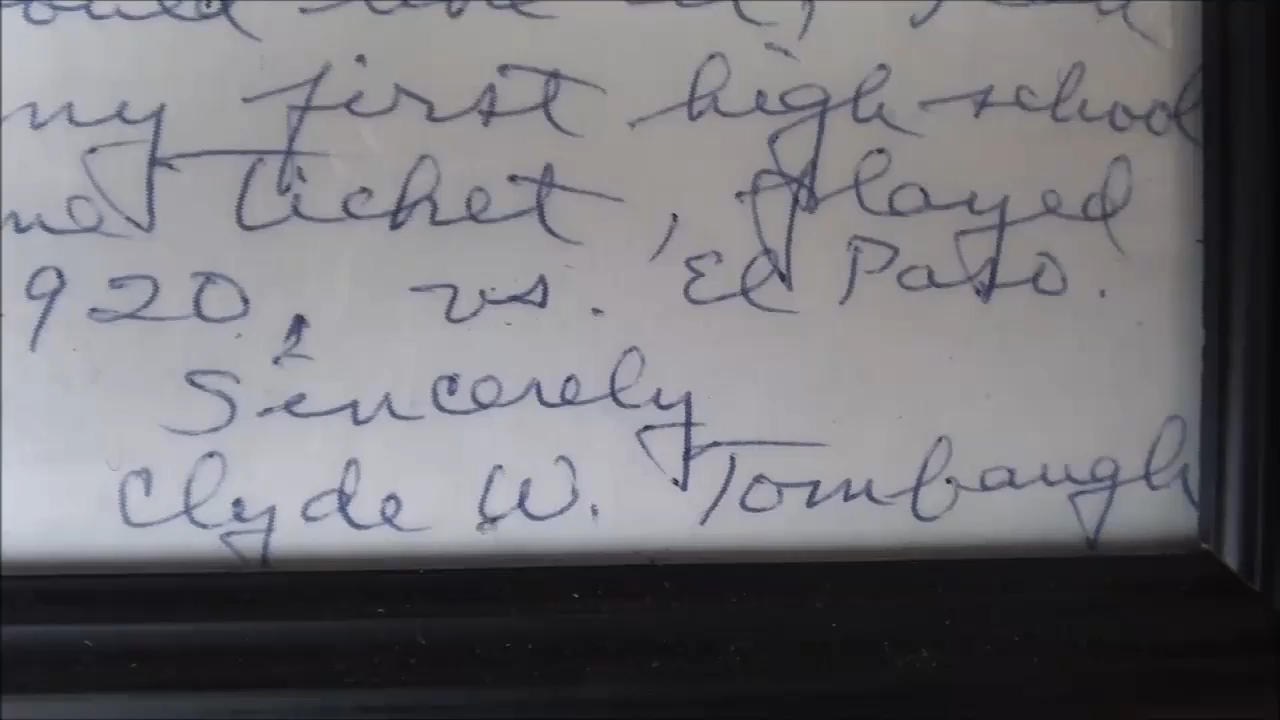 my first high-school
ticket, played
920, vs. El Paso.
Sincerely
Clyde W. Tombaugh